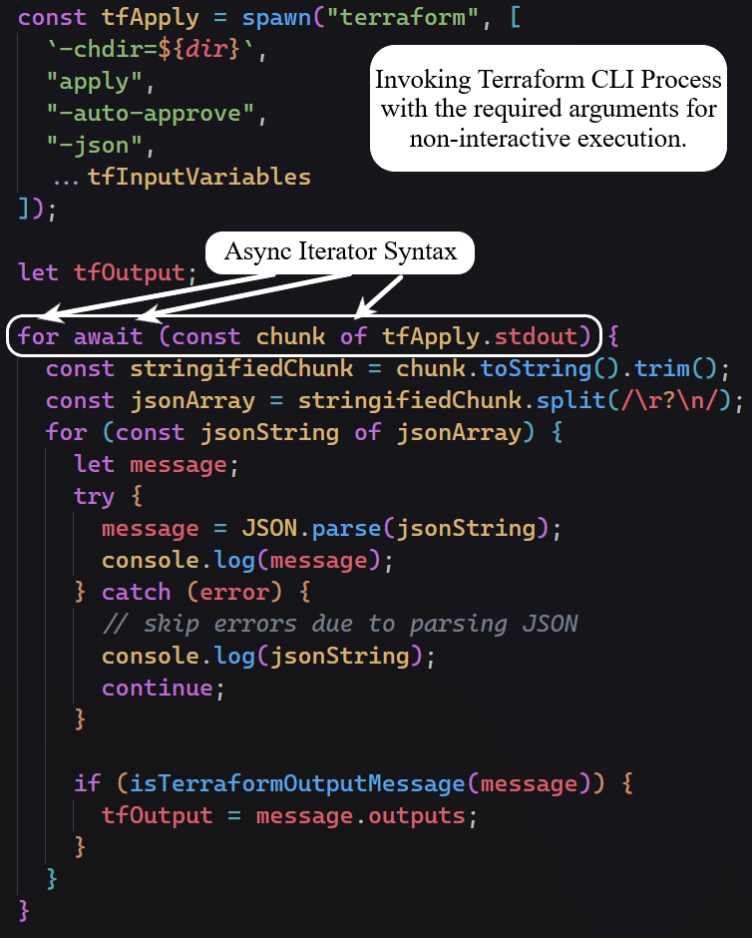 const tfApply = spawn("terraform", [
`-chdir=${dir}`,
"apply",
"-auto-approve",
"-json",
...tfInputVariables
]);
Invoking Terraform CLI Process
with the required arguments for
non-interactive execution.
Async Iterator Syntax
let tfOutput;
for await (const chunk of tfApply.stdout) {
const stringifiedChunk = chunk.toString().trim();
const jsonArray = stringifiedChunk.split(/\r?\n/);
for (const jsonString of jsonArray) {
let message;
try {
message = JSON.parse(jsonString);
console.log(message);
} catch (error) {
// skip errors due to parsing JSON
console.log(jsonString);
continue;
}
if (isTerraformOutputMessage(message)) {
tfOutput = message.outputs;
}
}
}